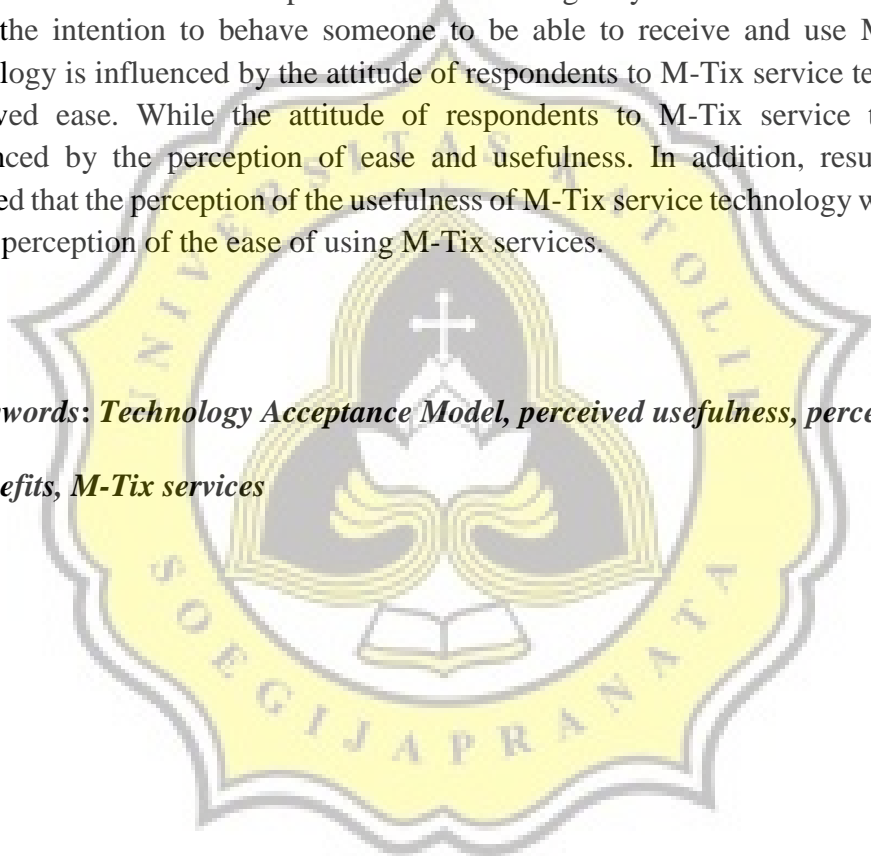 the intention to behave someone to be able to receive and use M
logy is influenced by the attitude of respondents to M-Tix service te
ved ease. While the attitude of respondents to M-Tix service t
nced by the perception of ease and usefulness. In addition, resu
ed that the perception of the usefulness of M-Tix service technology w
perception of the ease of using M-Tix services.
words: Technology Acceptance Model, perceived usefulness, perce
efits, M-Tix services
UNIVERSITAS KATOLIK
SOEGIJAPRANATA